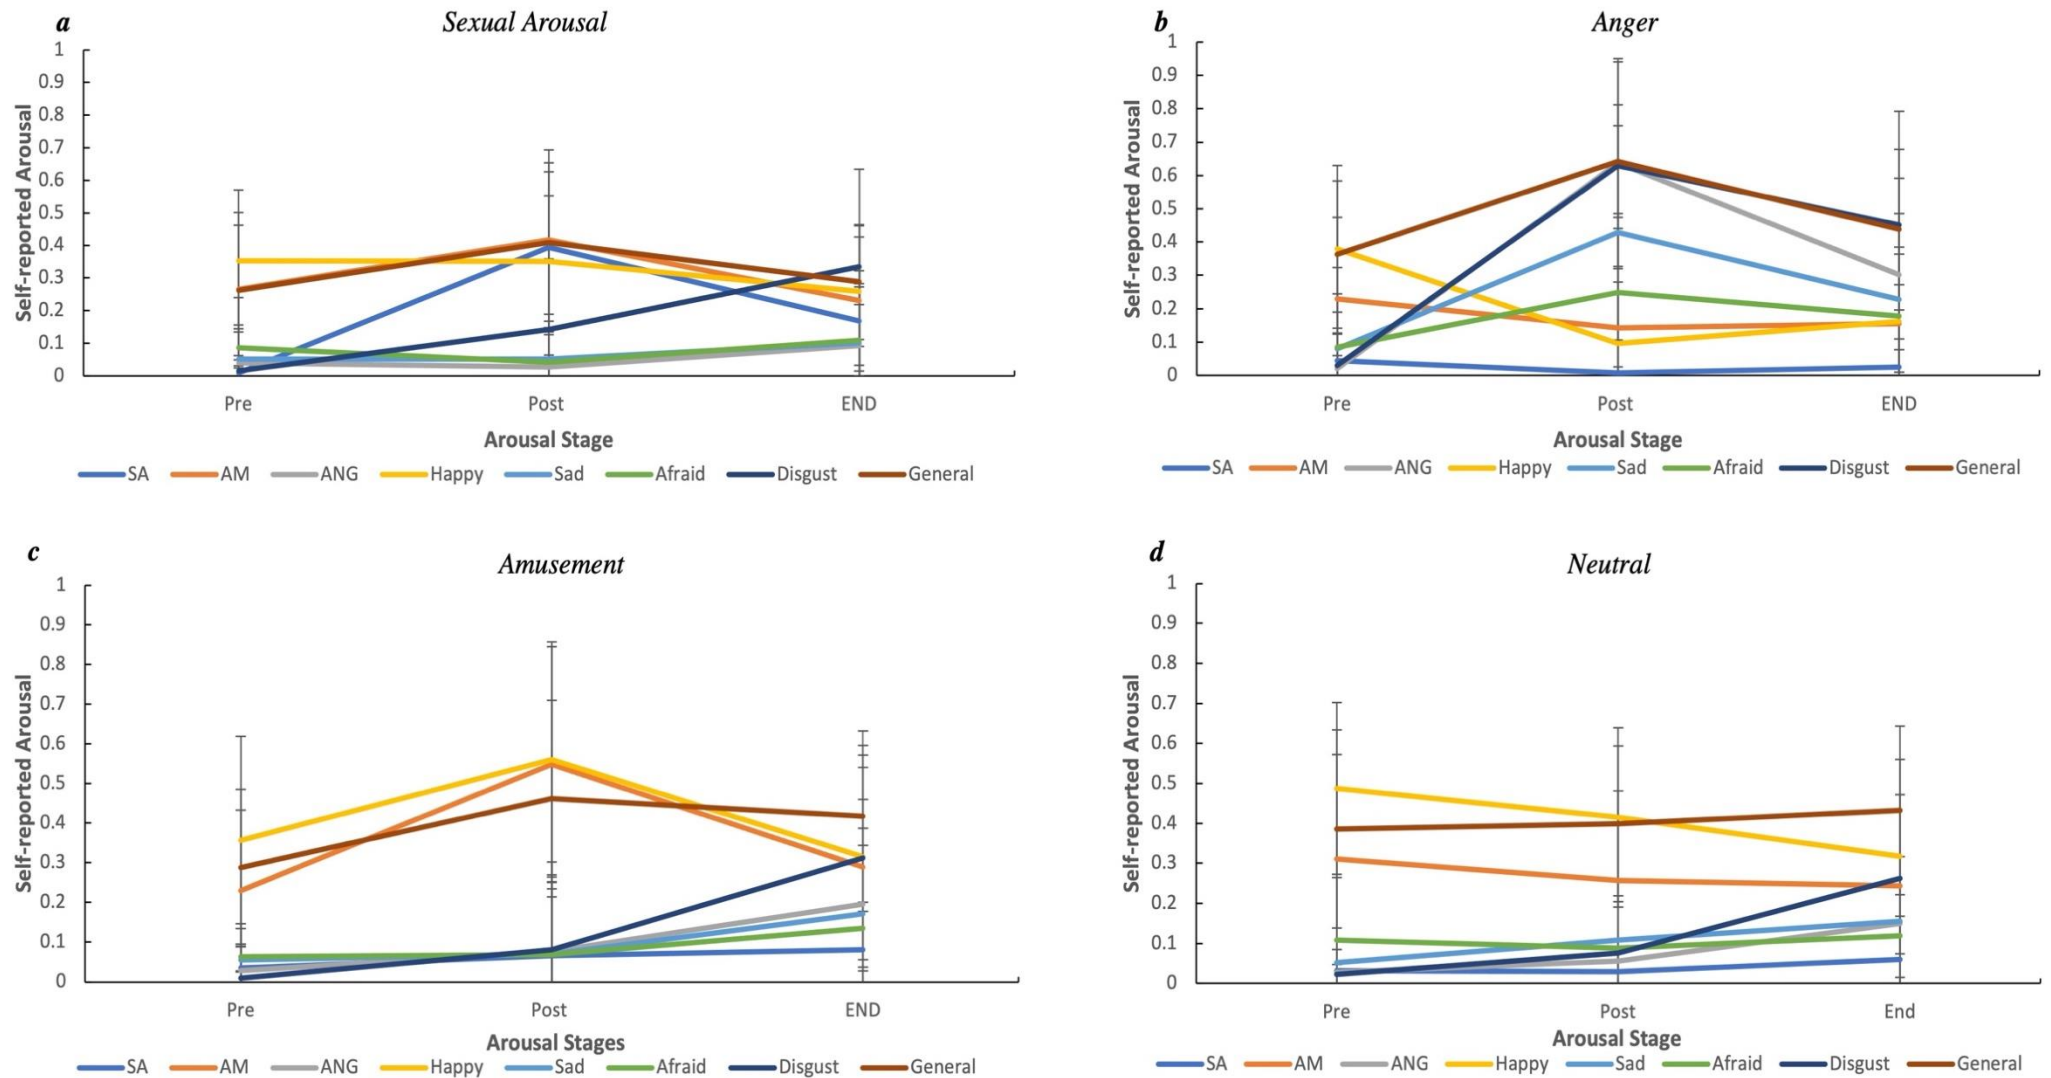 a
Sexual Arousal
1
0.9
0.8
0.7
0.6
0.5
0.4
0.3
0.2
0.1
0
Self-reported Arousal
Pre Post END
Arousal Stage
SA AM ANG Happy Sad Afraid Disgust General
b
Anger
1
0.9
0.8
0.7
0.6
0.5
0.4
0.3
0.2
0.1
0
Self-reported Arousal
Pre Post END
Arousal Stage
SA AM ANG Happy Sad Afraid Disgust General
c
Amusement
1
0.9
0.8
0.7
0.6
0.5
0.4
0.3
0.2
0.1
0
Self-reported Arousal
Pre Post END
Arousal Stages
SA AM ANG Happy Sad Afraid Disgust General
d
Neutral
1
0.9
0.8
0.7
0.6
0.5
0.4
0.3
0.2
0.1
0
Self-reported Arousal
Pre Post End
Arousal Stage
SA AM ANG Happy Sad Afraid Disgust General